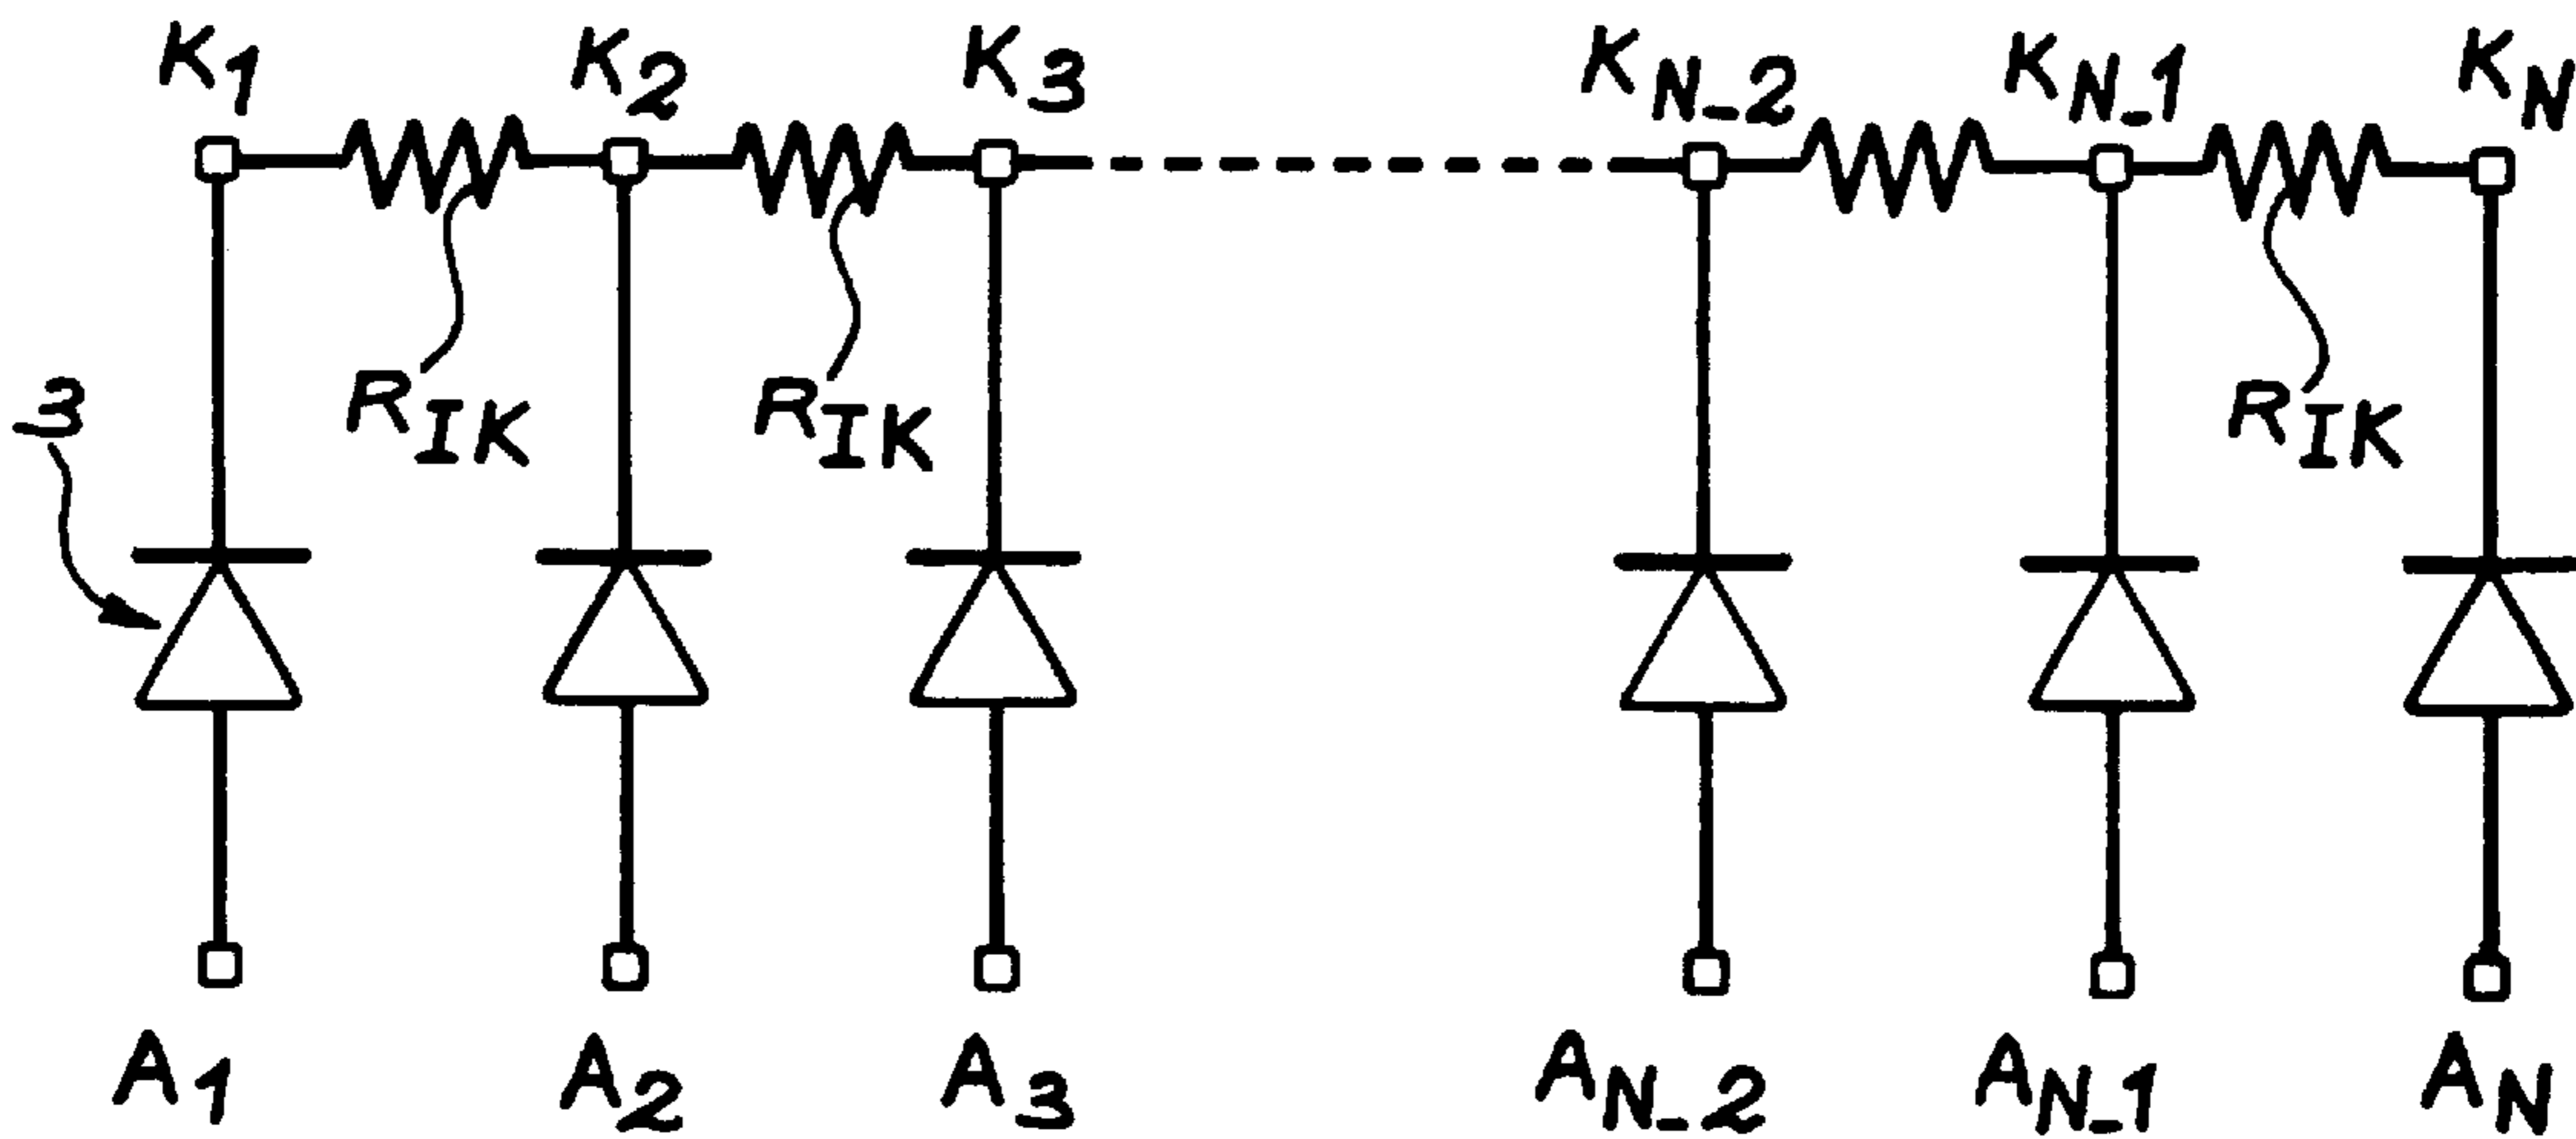 K1 K2 K3 KN-2 KN-1 KN
RIK RIK RIK
3
A1 A2 A3 AN-2 AN-1 AN